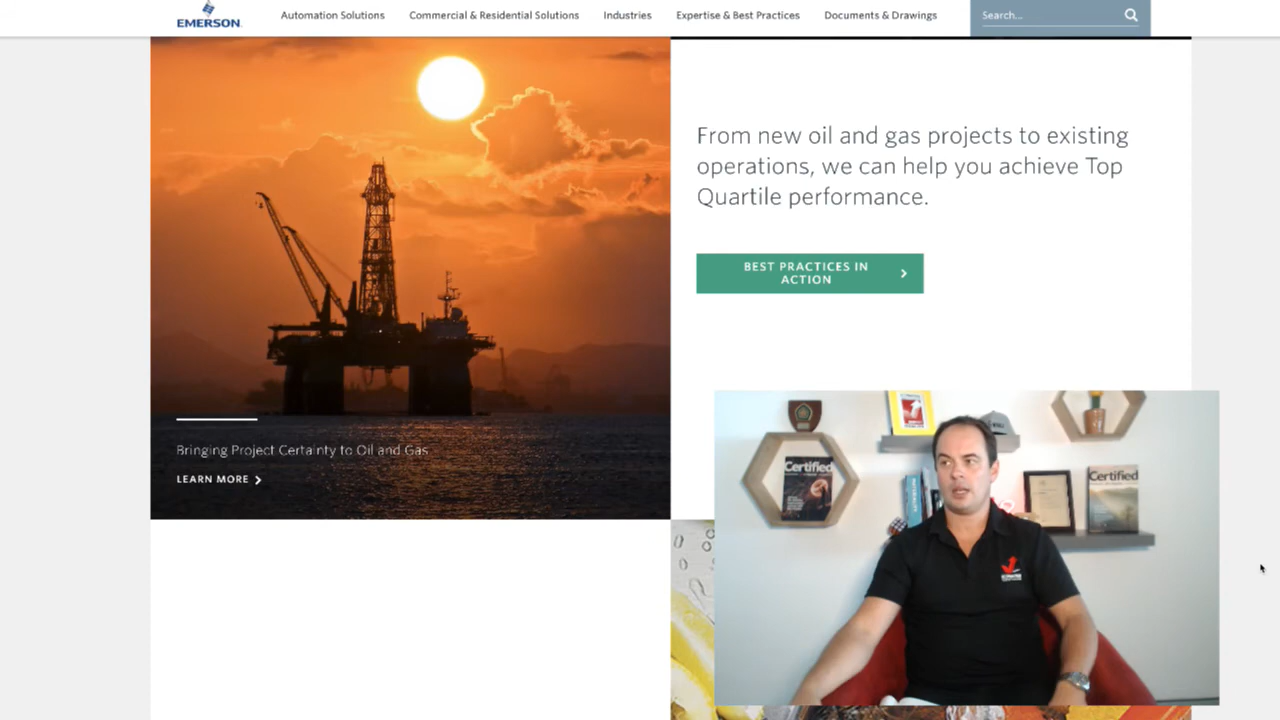 EMERSON
Automation Solutions
Commercial & Residential Solutions
Industries
Expertise & Best Practices
Documents & Drawings
Search...
From new oil and gas projects to existing
operations, we can help you achieve Top
Quartile performance.
BEST PRACTICES IN
ACTION
Bringing Project Certainty to Oil and Gas
LEARN MORE
Certified
Certified